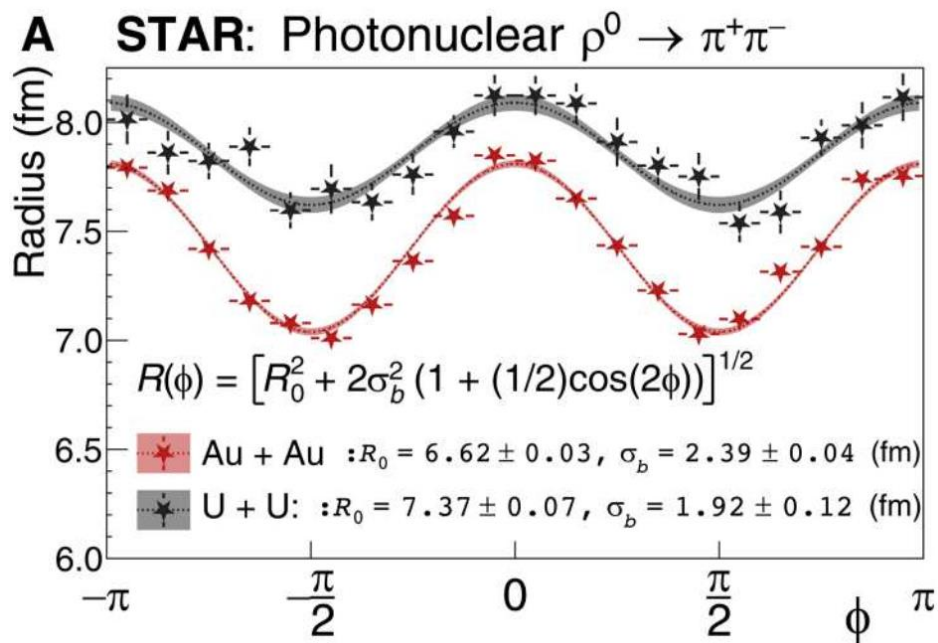 A STAR: Photonuclear ρ⁰ → π⁺π⁻
Radius (fm)
8.0
7.5
7.0
6.5
6.0
R(ϕ) = [R₀² + 2σ_b² (1 + (1/2)cos(2ϕ))]^1/2
Au + Au :R₀ = 6.62 ± 0.03, σ_b = 2.39 ± 0.04 (fm)
U + U: :R₀ = 7.37 ± 0.07, σ_b = 1.92 ± 0.12 (fm)
−π −π/2 0 π/2 ϕ π